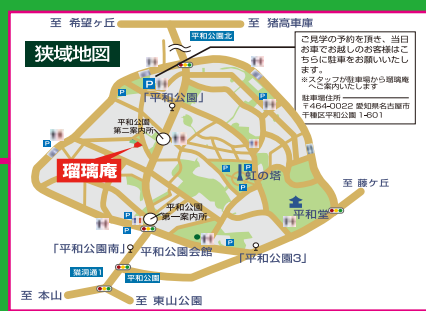 至 希望ヶ丘
至 猪高車庫
狭域地図
平和公園北
ご見学の予約を頂き、当日
お車でお越しのお客様はこ
ちらに駐車をお願いいたし
ます。
※スタッフが駐車場から瑠璃庵
へご案内いたします
駐車場住所
〒464-0022 愛知県名古屋市
千種区平和公園 1-601
P
P
「平和公園」
P
平和公園
第二案内所
P
瑠璃庵
P
P
虹の塔
至 藤ケ丘
平和公園
第一案内所
平和堂
P
P
P
P
「平和公園南」
平和公園会館
「平和公園3」
猫洞通1
平和公園
至 本山
至 東山公園